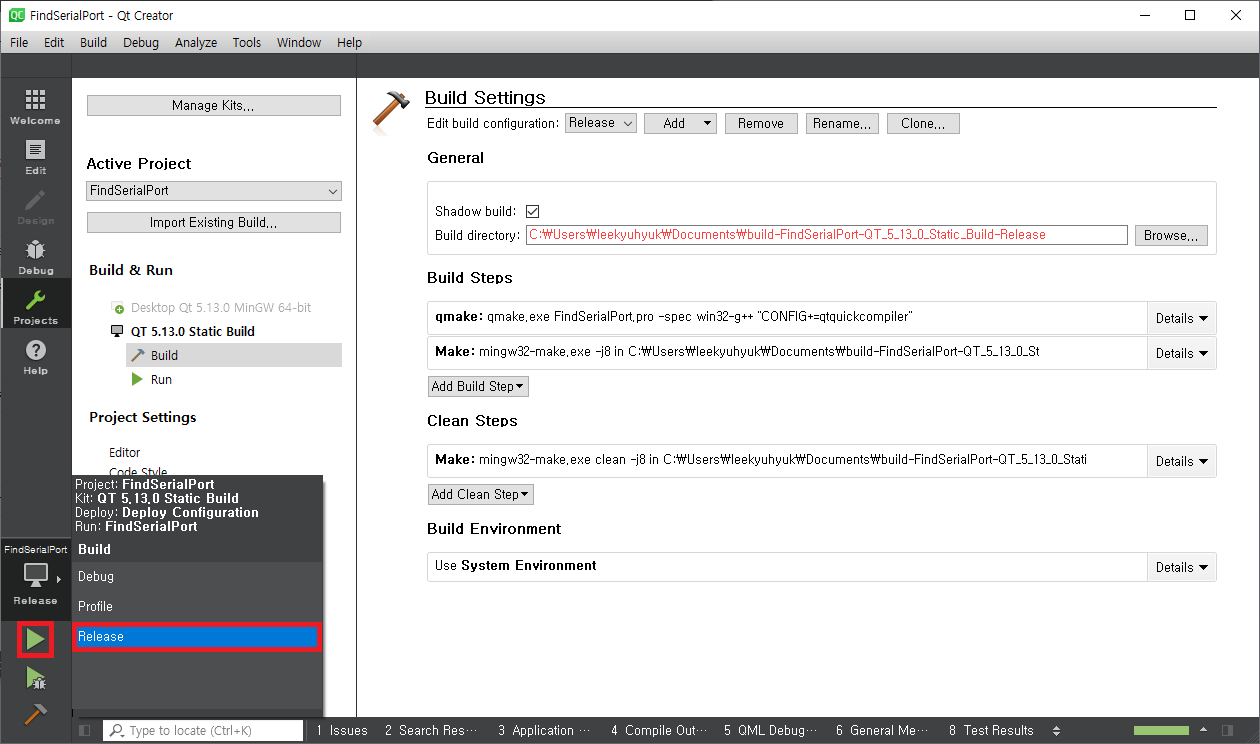 FindSerialPort - Qt Creator
File Edit Build Debug Analyze Tools Window Help
Welcome
Edit
Design
Debug
Projects
Help
Manage Kits...
Active Project
FindSerialPort
Import Existing Build...
Build & Run
Desktop Qt 5.13.0 MinGW 64-bit
QT 5.13.0 Static Build
Build
Run
Project Settings
Editor
Code Style
Build Settings
Edit build configuration: Release Add Remove Rename... Clone...
General
Shadow build:
Build directory: C:₩Users₩leekyuhyuk₩Documents₩build-FindSerialPort-QT_5_13_0_Static_Build-Release Browse...
Build Steps
qmake: qmake.exe FindSerialPort.pro -spec win32-g++ "CONFIG+=qtquickcompiler" Details
Make: mingw32-make.exe -j8 in C:₩Users₩leekyuhyuk₩Documents₩build-FindSerialPort-QT_5_13_0_St Details
Add Build Step
Clean Steps
Make: mingw32-make.exe clean -j8 in C:₩Users₩leekyuhyuk₩Documents₩build-FindSerialPort-QT_5_13_0_Stati Details
Add Clean Step
Build Environment
Use System Environment Details
Project: FindSerialPort
Kit: QT 5.13.0 Static Build
Deploy: Deploy Configuration
Run: FindSerialPort
Build
Debug
Profile
Release
FindSerialPort
Release
Type to locate (Ctrl+K) 1 Issues 2 Search Res... 3 Application ... 4 Compile Out... 5 QML Debug... 6 General Me... 8 Test Results